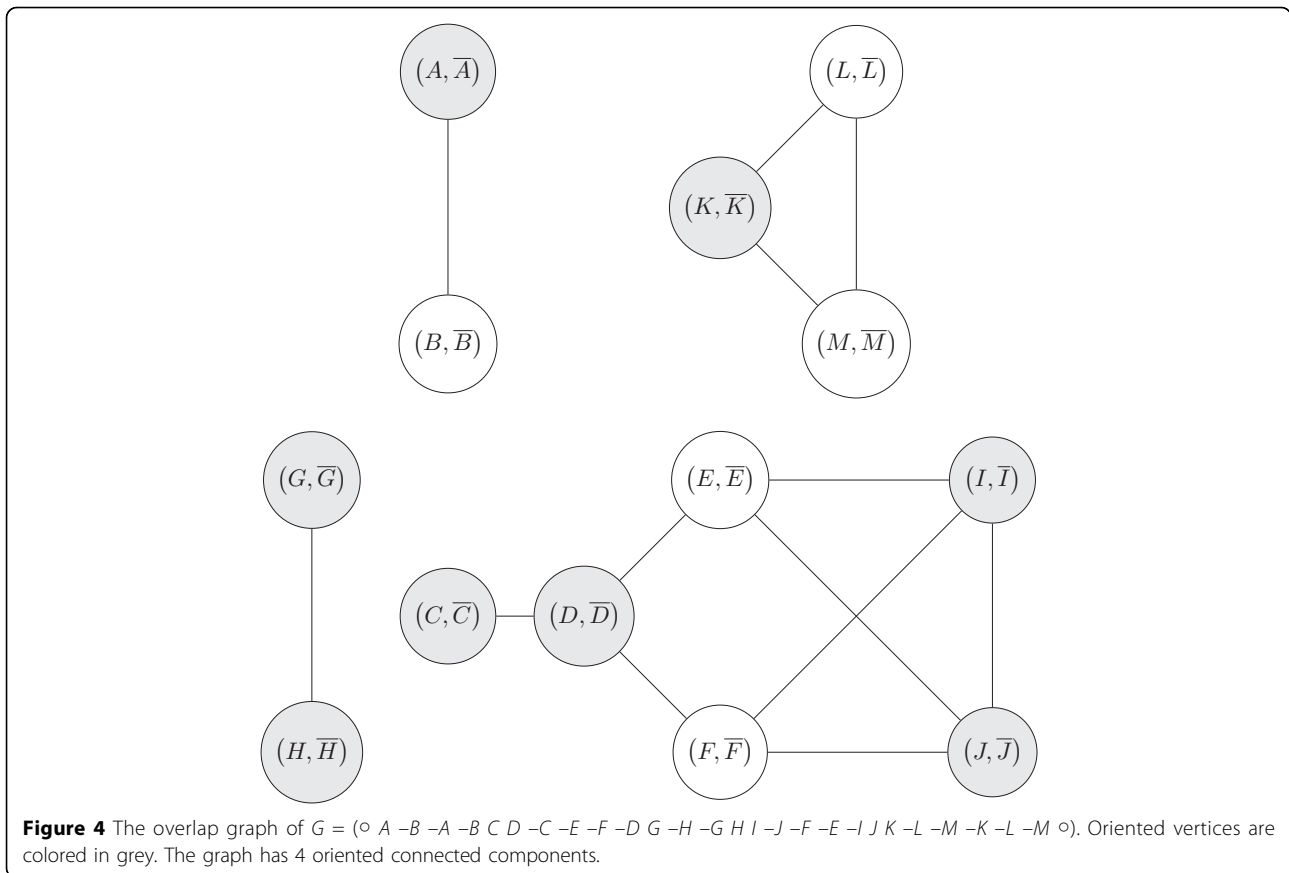 (A, A̅)
(L, L̅)
(K, K̅)
(B, B̅)
(M, M̅)
(G, G̅)
(E, E̅)
(I, I̅)
(C, C̅)
(D, D̅)
(H, H̅)
(F, F̅)
(J, J̅)
Figure 4 The overlap graph of G = (○ A –B –A –B C D –C –E –F –D G –H –G H I –J –F –E –I J K –L –M –K –L –M ○). Oriented vertices are
colored in grey. The graph has 4 oriented connected components.